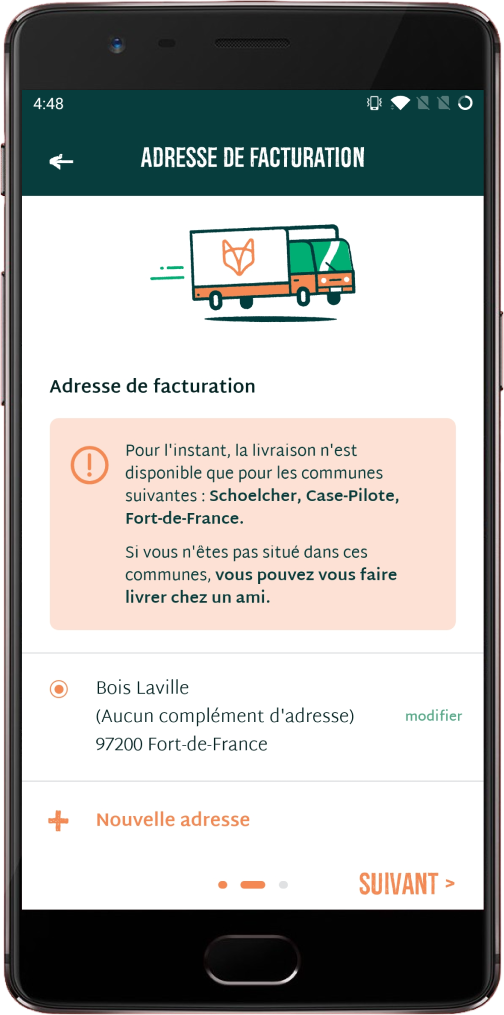 4:48
ADRESSE DE FACTURATION
Adresse de facturation
Pour l'instant, la livraison n'est
disponible que pour les communes
suivantes : Schoelcher, Case-Pilote,
Fort-de-France.
Si vous n'êtes pas situé dans ces
communes, vous pouvez vous faire
livrer chez un ami.
Bois Laville
(Aucun complément d'adresse)
modifier
97200 Fort-de-France
Nouvelle adresse
SUIVANT >